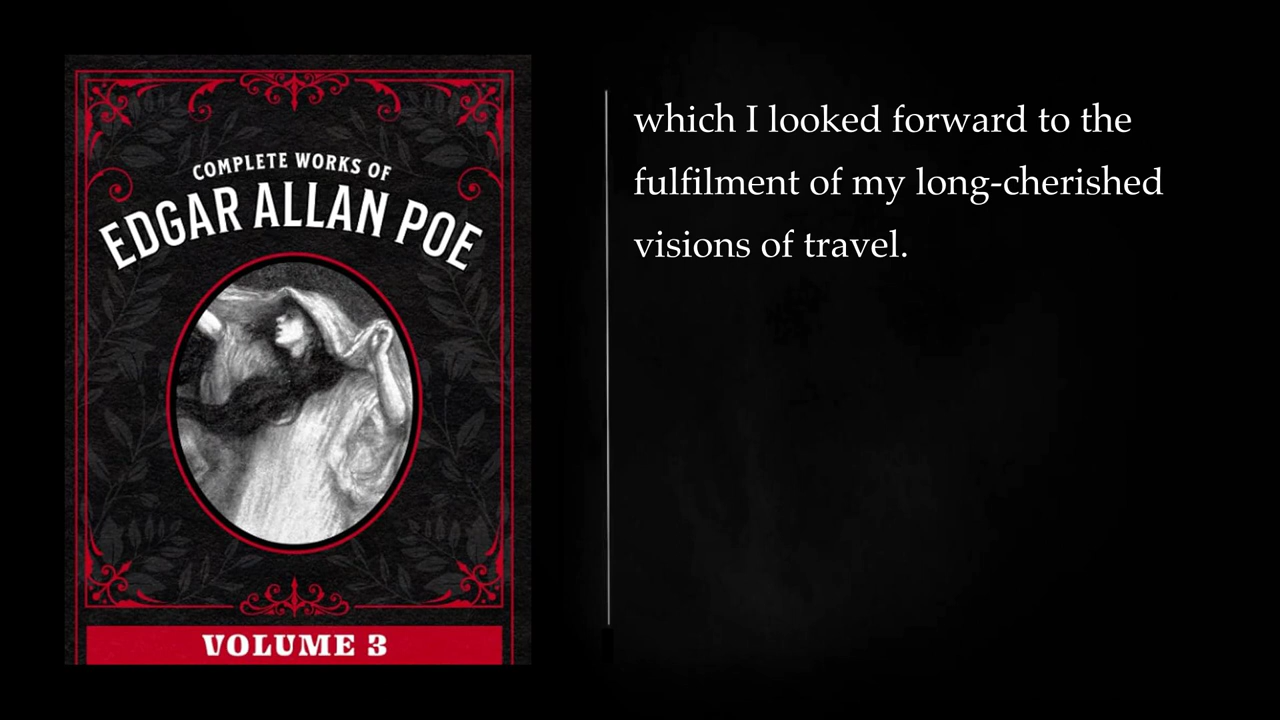 COMPLETE WORKS OF
EDGAR ALLAN POE
VOLUME 3
which I looked forward to the
fulfilment of my long-cherished
visions of travel.